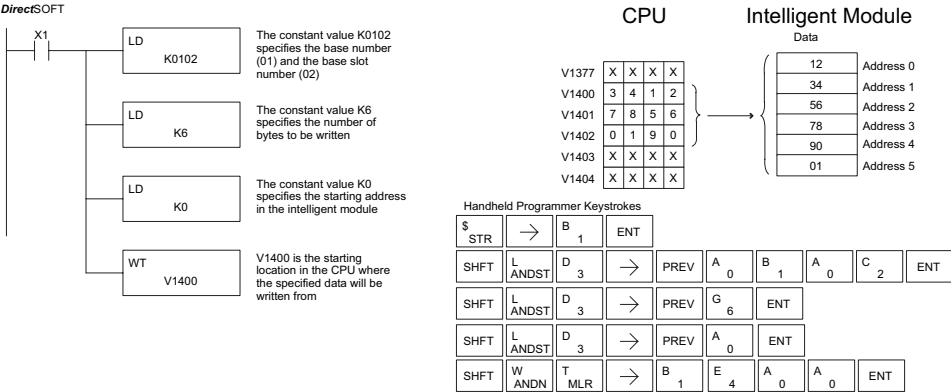 DirectSOFT
X1
LD
K0102
The constant value K0102
specifies the base number
(01) and the base slot
number (02)
LD
K6
The constant value K6
specifies the number of
bytes to be written
LD
K0
The constant value K0
specifies the starting address
in the intelligent module
WT
V1400
V1400 is the starting
location in the CPU where
the specified data will be
written from
CPU
Intelligent Module
Data
V1377 X X X X
V1400 3 4 1 2
V1401 7 8 5 6
V1402 0 1 9 0
V1403 X X X X
V1404 X X X X
12 Address 0
34 Address 1
56 Address 2
78 Address 3
90 Address 4
01 Address 5
Handheld Programmer Keystrokes
$ STR → B 1 ENT
SHFT L ANDST D 3 → PREV A 0 B 1 A 0 C 2 ENT
SHFT L ANDST D 3 → PREV G 6 ENT
SHFT L ANDST D 3 → PREV A 0 ENT
SHFT W ANDN T MLR → B 1 E 4 A 0 A 0 ENT